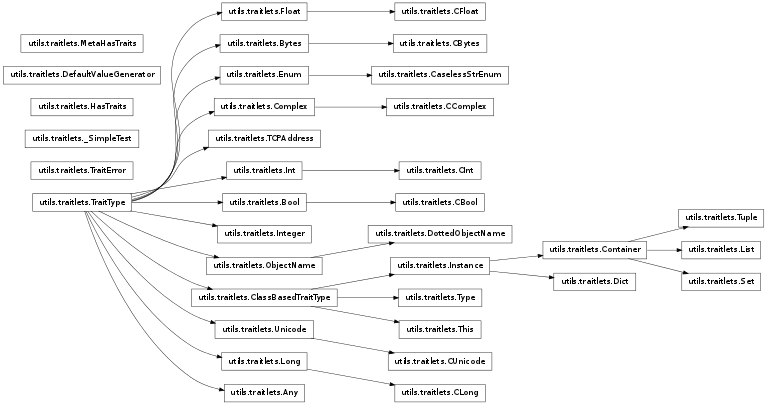 utils.traitlets.Float
utils.traitlets.CFloat
utils.traitlets.MetaHasTraits
utils.traitlets.Bytes
utils.traitlets.CBytes
utils.traitlets.DefaultValueGenerator
utils.traitlets.Enum
utils.traitlets.CaselessStrEnum
utils.traitlets.HasTraits
utils.traitlets.Complex
utils.traitlets.CComplex
utils.traitlets._SimpleTest
utils.traitlets.TCPAddress
utils.traitlets.TraitError
utils.traitlets.Int
utils.traitlets.CInt
utils.traitlets.TraitType
utils.traitlets.Bool
utils.traitlets.CBool
utils.traitlets.Tuple
utils.traitlets.Integer
utils.traitlets.DottedObjectName
utils.traitlets.Container
utils.traitlets.List
utils.traitlets.ObjectName
utils.traitlets.Instance
utils.traitlets.Dict
utils.traitlets.Set
utils.traitlets.ClassBasedTraitType
utils.traitlets.Type
utils.traitlets.Unicode
utils.traitlets.This
utils.traitlets.Long
utils.traitlets.CUnicode
utils.traitlets.Any
utils.traitlets.CLong